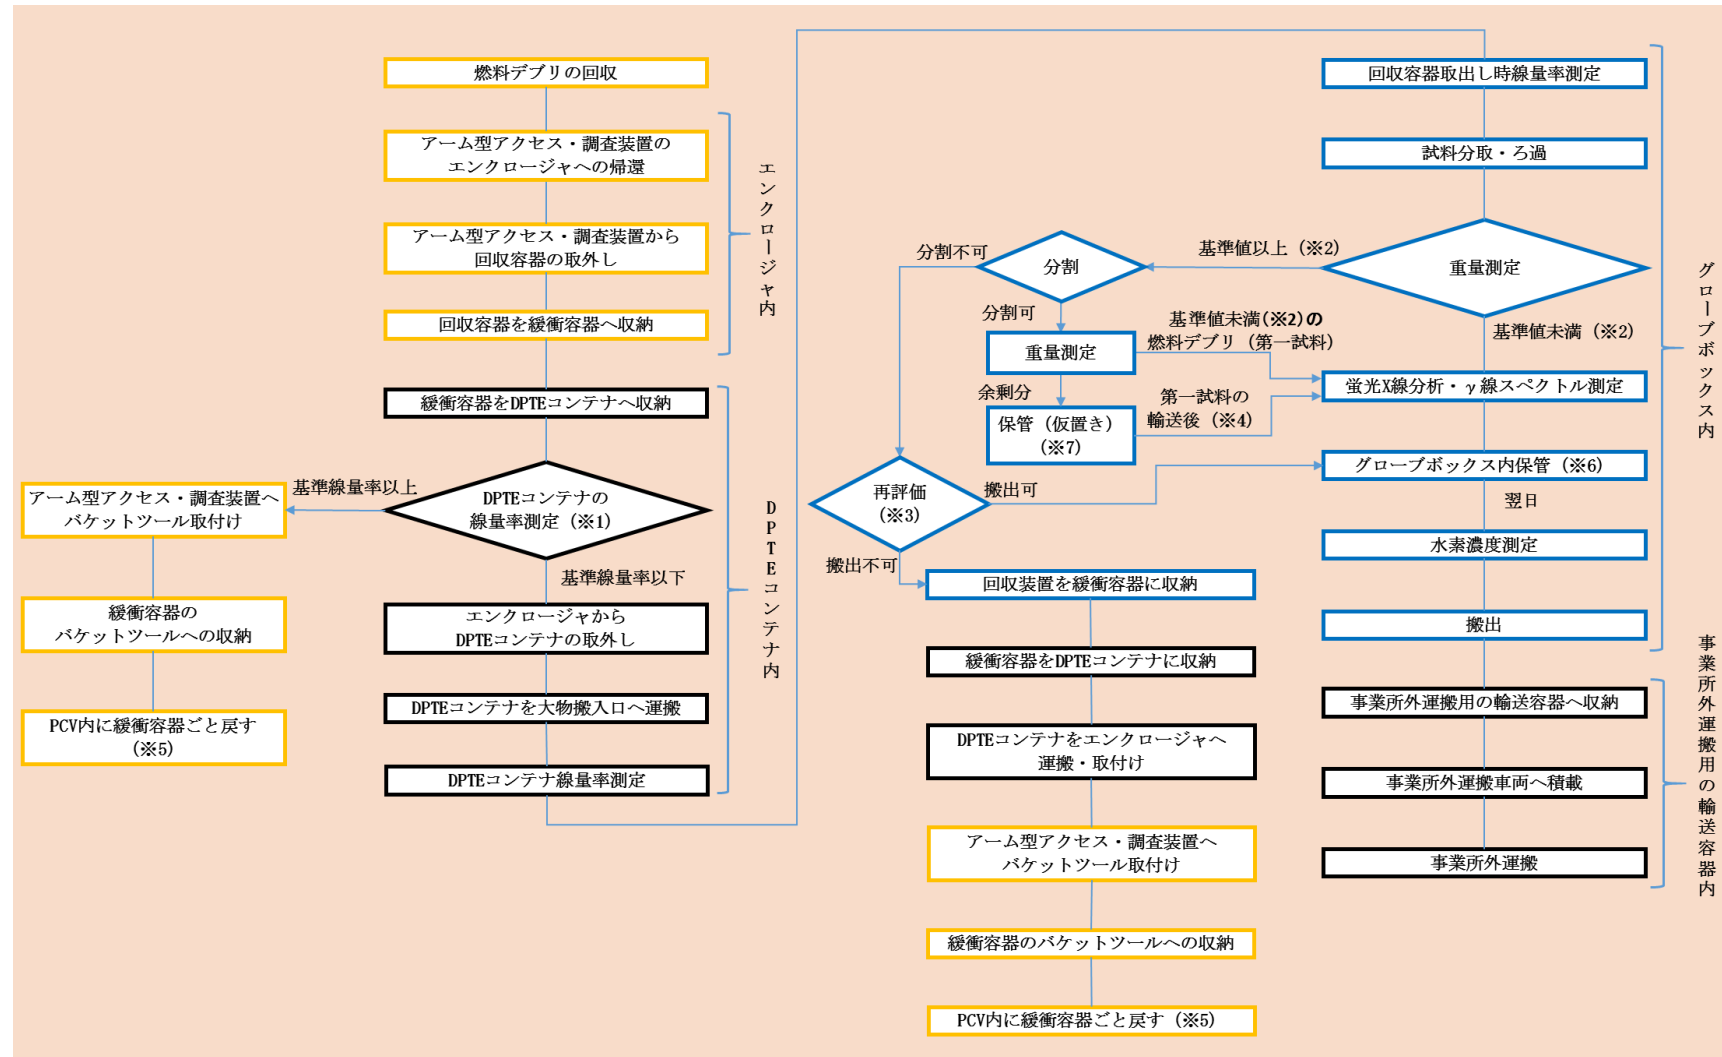 燃料デブリの回収
アーム型アクセス・調査装置の
エンクロージャへの帰還
アーム型アクセス・調査装置から
回収容器の取外し
回収容器を緩衝容器へ収納
エンクロージャ内
緩衝容器をDPTEコンテナへ収納
DPTEコンテナの
線量率測定（※1）
基準線量率以上
アーム型アクセス・調査装置へ
バケットツール取付け
緩衝容器の
バケットツールへの収納
PCV内に緩衝容器ごと戻す
（※5）
基準線量率以下
エンクロージャから
DPTEコンテナの取外し
DPTEコンテナを大物搬入口へ運搬
DPTEコンテナ線量率測定
DPTEコンテナ内
回収容器取出し時線量率測定
試料分取・ろ過
重量測定
基準値以上（※2）
分割
分割不可
分割可
重量測定
基準値未満(※2)の
燃料デブリ（第一試料）
余剰分
保管（仮置き）
（※7）
第一試料の
輸送後（※4）
基準値未満（※2）
蛍光X線分析・γ線スペクトル測定
グローブボックス内保管（※6）
翌日
水素濃度測定
搬出
グローブボックス内
再評価
（※3）
搬出可
搬出不可
回収装置を緩衝容器に収納
緩衝容器をDPTEコンテナに収納
DPTEコンテナをエンクロージャへ
運搬・取付け
アーム型アクセス・調査装置へ
バケットツール取付け
緩衝容器のバケットツールへの収納
PCV内に緩衝容器ごと戻す（※5）
事業所外運搬用の輸送容器へ収納
事業所外運搬車両へ積載
事業所外運搬
事業所外運搬用の輸送容器内